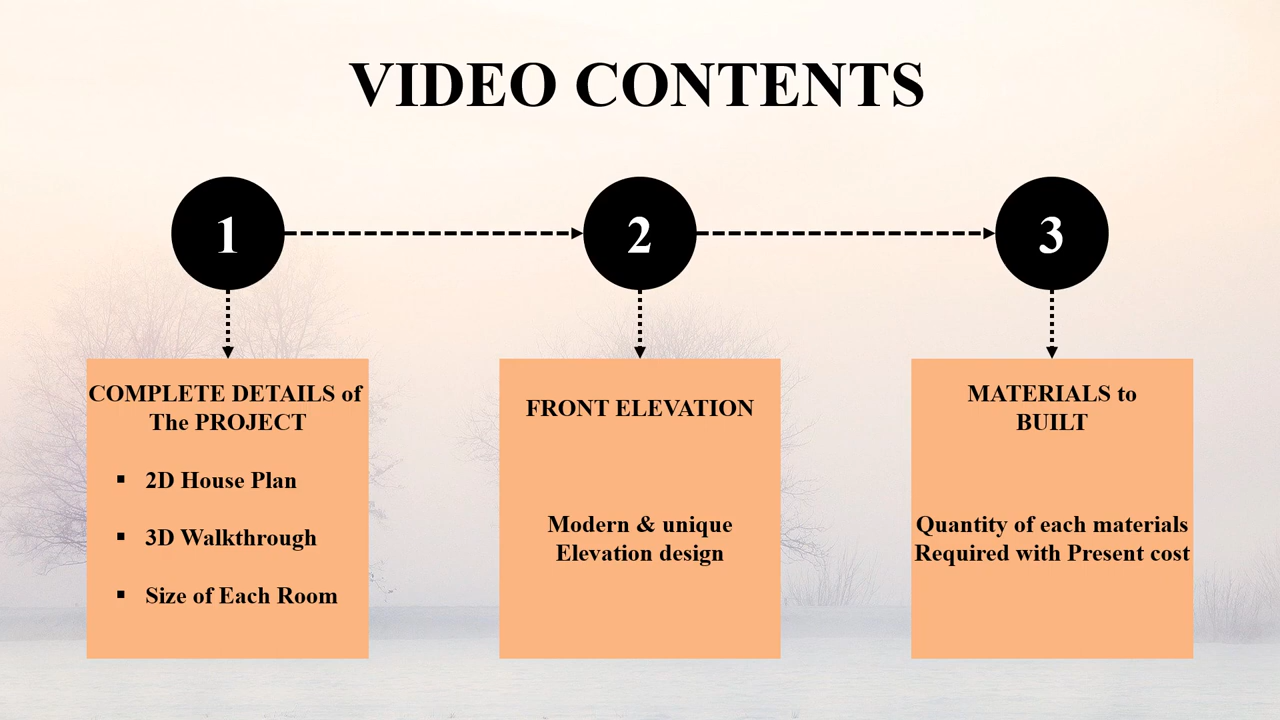 VIDEO CONTENTS
1
2
3
COMPLETE DETAILS of
The PROJECT
▪ 2D House Plan
▪ 3D Walkthrough
▪ Size of Each Room
FRONT ELEVATION
Modern & unique
Elevation design
MATERIALS to
BUILT
Quantity of each materials
Required with Present cost